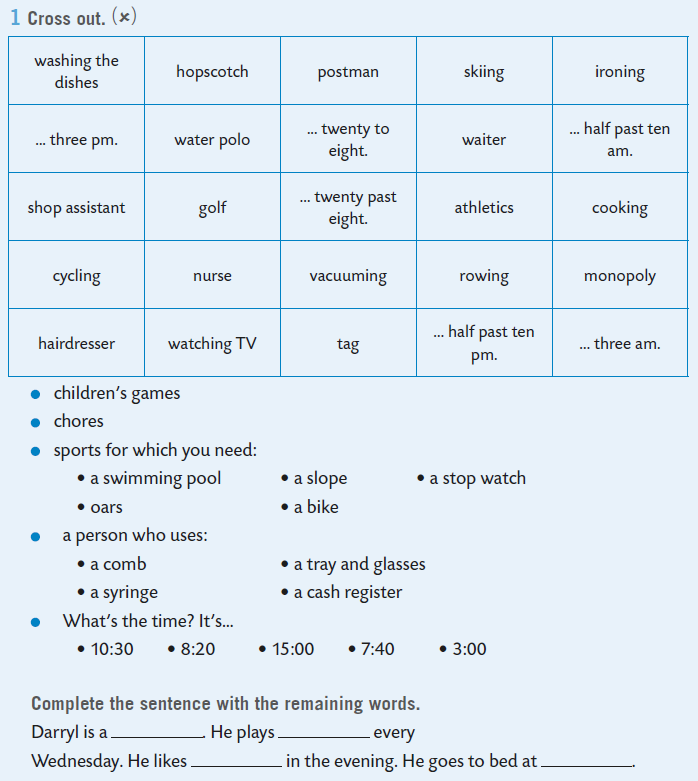 1 Cross out. (×)
washing the dishes hopscotch postman skiing ironing
... three pm. water polo ... twenty to eight. waiter ... half past ten am.
shop assistant golf ... twenty past eight. athletics cooking
cycling nurse vacuuming rowing monopoly
hairdresser watching TV tag ... half past ten pm. ... three am.
• children's games
• chores
• sports for which you need:
• a swimming pool • a slope • a stop watch
• oars • a bike
• a person who uses:
• a comb • a tray and glasses
• a syringe • a cash register
• What's the time? It's...
• 10:30 • 8:20 • 15:00 • 7:40 • 3:00
Complete the sentence with the remaining words.
Darryl is a __________. He plays __________ every
Wednesday. He likes __________ in the evening. He goes to bed at __________.